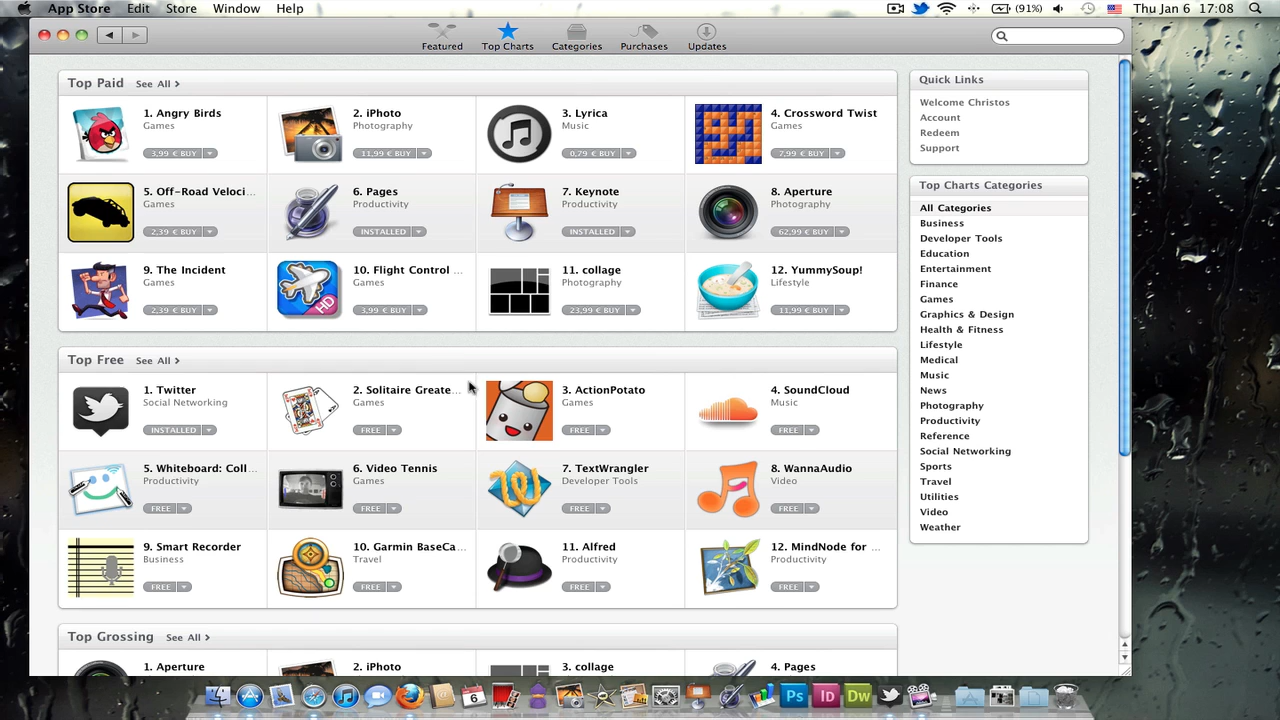 App Store Edit Store Window Help (91%) Thu Jan 6 17:08
Featured Top Charts Categories Purchases Updates
Top Paid See All >
1. Angry Birds
Games
3,99 € BUY
2. iPhoto
Photography
11,99 € BUY
3. Lyrica
Music
0,79 € BUY
4. Crossword Twist
Games
7,99 € BUY
5. Off-Road Veloci...
Games
2,39 € BUY
6. Pages
Productivity
INSTALLED
7. Keynote
Productivity
INSTALLED
8. Aperture
Photography
62,99 € BUY
9. The Incident
Games
2,39 € BUY
10. Flight Control ...
Games
3,99 € BUY
HD
11. collage
Photography
23,99 € BUY
12. YummySoup!
Lifestyle
11,99 € BUY
Top Free See All >
1. Twitter
Social Networking
INSTALLED
2. Solitaire Greate...
Games
FREE
3. ActionPotato
Games
FREE
4. SoundCloud
Music
FREE
5. Whiteboard: Coll...
Productivity
FREE
6. Video Tennis
Games
FREE
7. TextWrangler
Developer Tools
FREE
8. WannaAudio
Video
FREE
9. Smart Recorder
Business
FREE
10. Garmin BaseCa...
Travel
FREE
11. Alfred
Productivity
FREE
12. MindNode for ...
Productivity
FREE
Top Grossing See All >
1. Aperture
2. iPhoto
3. collage
4. Pages
Quick Links
Welcome Christos
Account
Redeem
Support
Top Charts Categories
All Categories
Business
Developer Tools
Education
Entertainment
Finance
Games
Graphics & Design
Health & Fitness
Lifestyle
Medical
Music
News
Photography
Productivity
Reference
Social Networking
Sports
Travel
Utilities
Video
Weather
6 Ps Id Dw